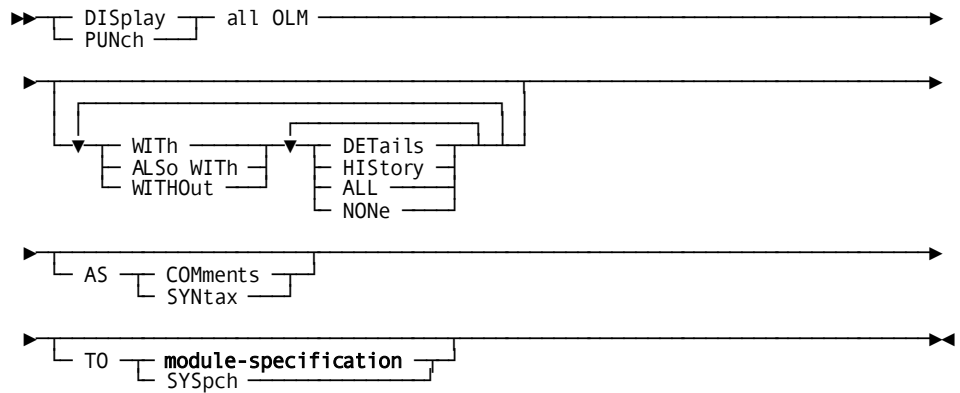 DISplay all OLM
PUNch
WITh DETails
ALSo WITh HIStory
WITHOut ALL
NONe
AS COMments
SYNtax
TO module-specification
SYSpch